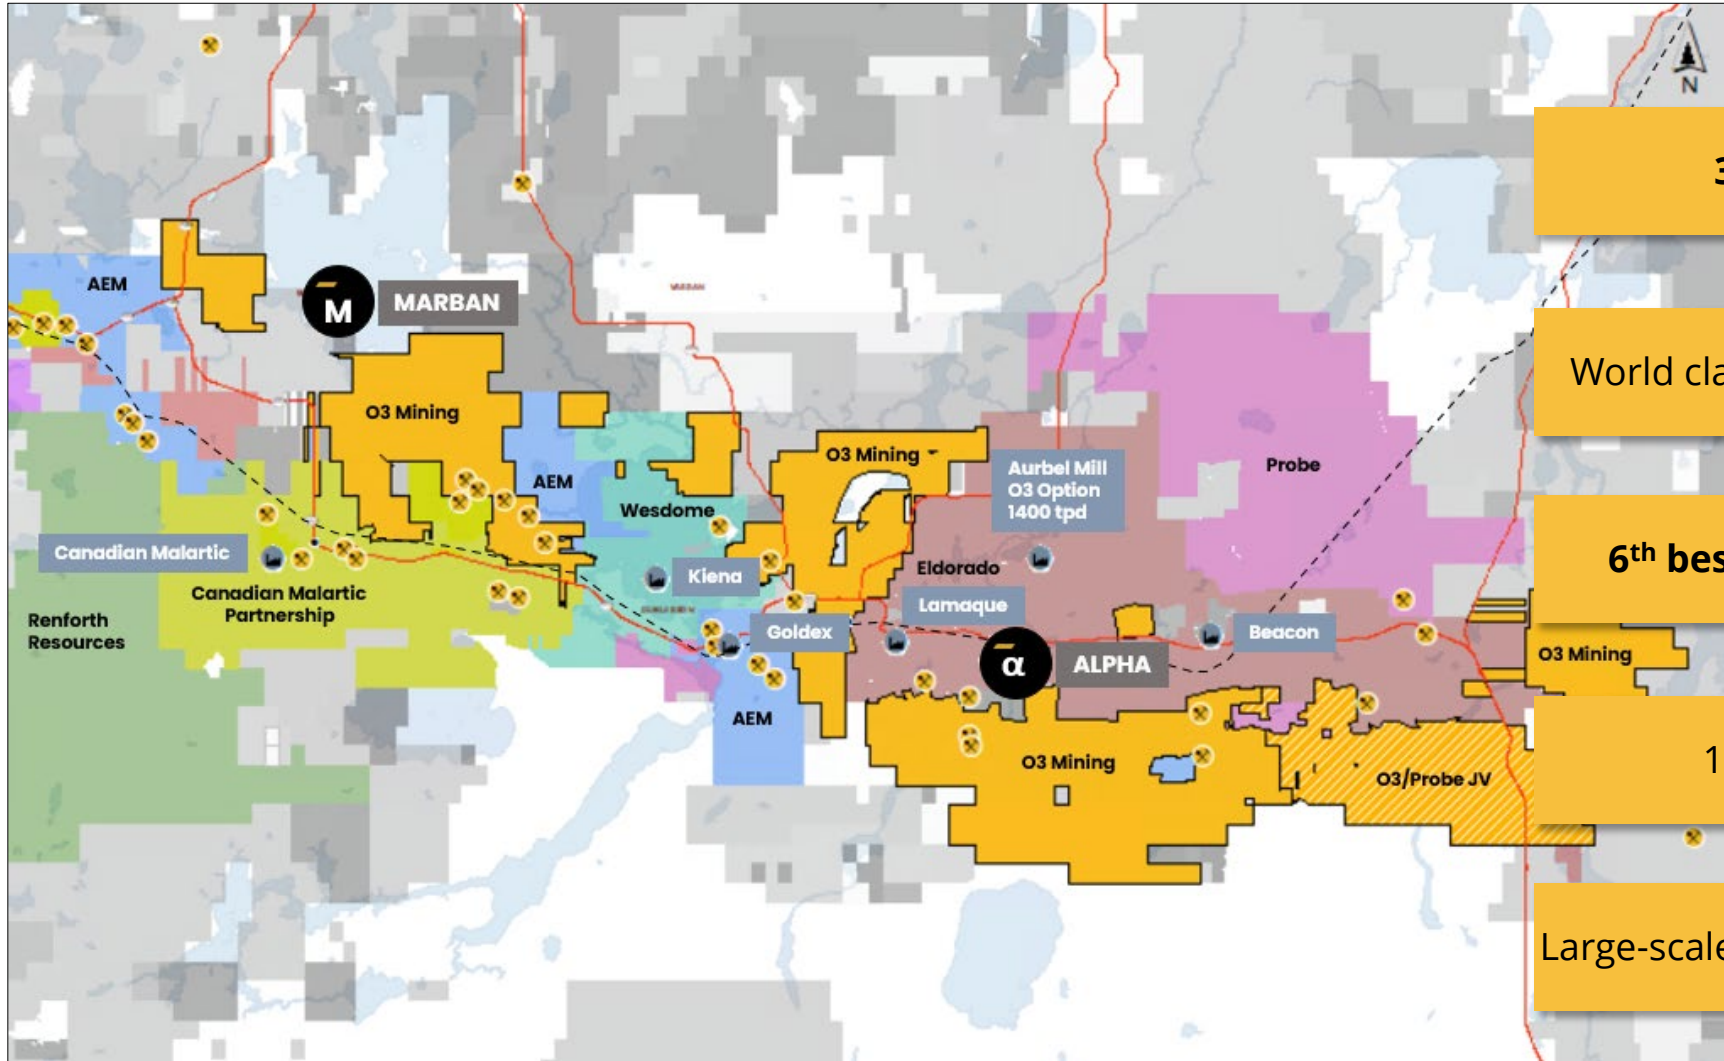 N
3
AEM
M
MARBAN
World cla
O3 Mining
O3 Mining
Aurbel Mill
O3 Option
1400 tpd
Probe
AEM
Wesdome
Canadian Malartic
6th bes
Kiena
Eldorado
Canadian Malartic
Partnership
Lamaque
Renforth
Resources
Goldex
Beacon
O3 Mining
α
ALPHA
AEM
O3 Mining
O3/Probe JV
1
Large-scale